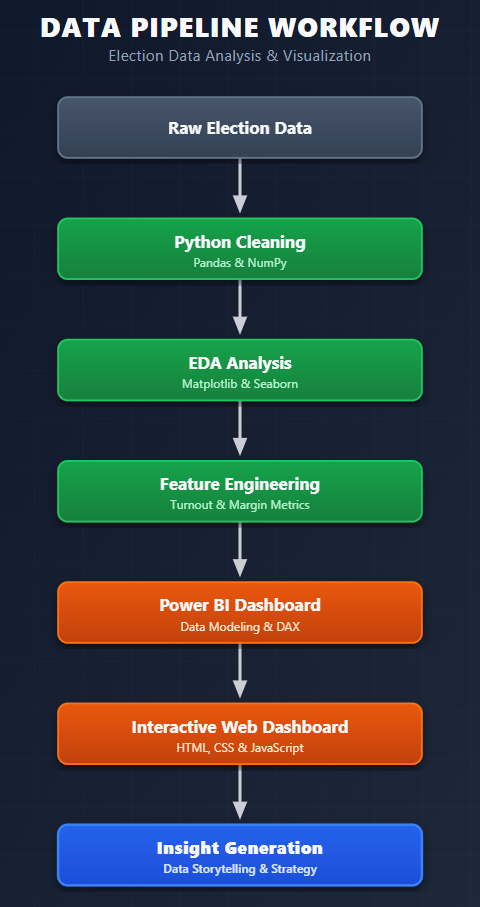 DATA PIPELINE WORKFLOW
Election Data Analysis & Visualization
Raw Election Data
Python Cleaning
Pandas & NumPy
EDA Analysis
Matplotlib & Seaborn
Feature Engineering
Turnout & Margin Metrics
Power BI Dashboard
Data Modeling & DAX
Interactive Web Dashboard
HTML, CSS & JavaScript
Insight Generation
Data Storytelling & Strategy